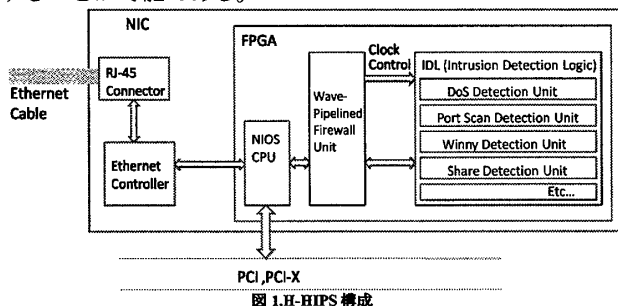 NIC
FPGA
RJ-45
Connector
Ethernet
Cable
Ethernet
Controller
NIOS
CPU
Wave-
Pipelined
Firewall
Unit
Clock
Control
IDL (Intrusion Detection Logic)
DoS Detection Unit
Port Scan Detection Unit
Winny Detection Unit
Share Detection Unit
Etc...
PCI ,PCI-X
図 1.H-HIPS 構成